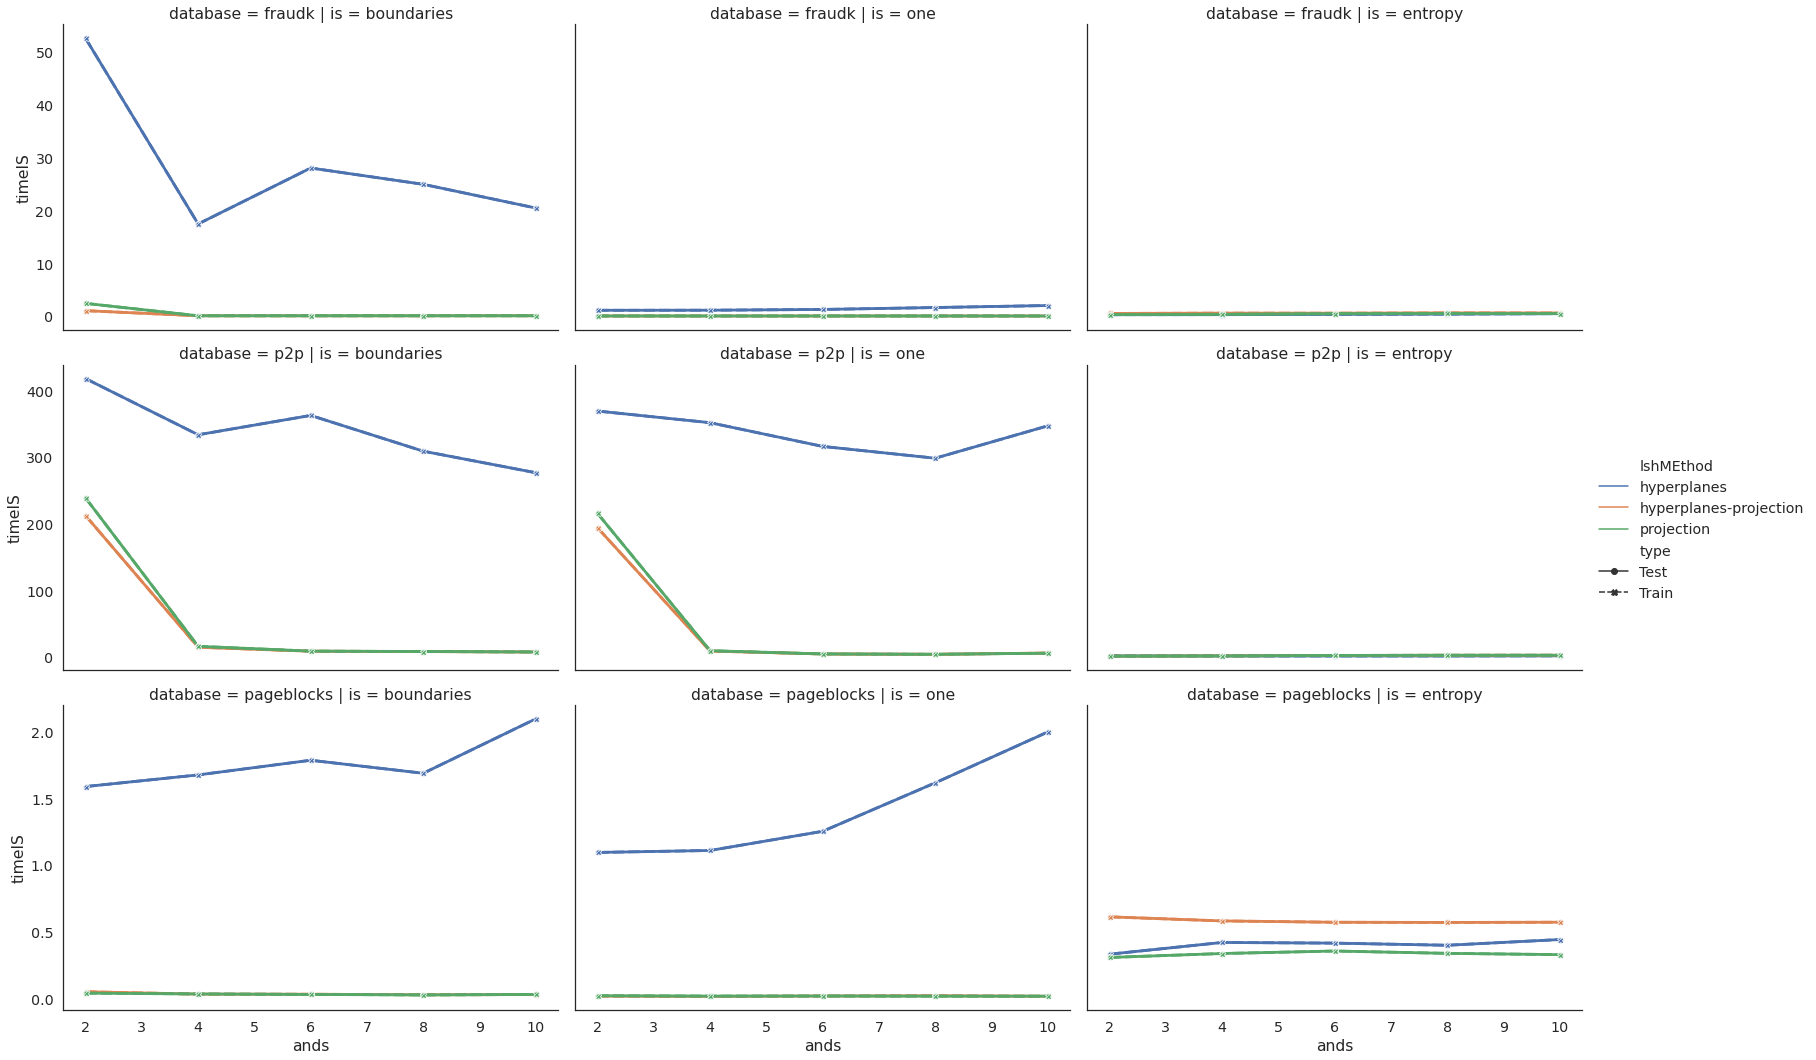 database = fraudk | is = boundaries
database = fraudk | is = one
database = fraudk | is = entropy
50
40
30
20
10
0
timeIS
database = p2p | is = boundaries
database = p2p | is = one
database = p2p | is = entropy
400
300
200
100
0
timeIS
lshMEthod
hyperplanes
hyperplanes-projection
projection
type
Test
Train
database = pageblocks | is = boundaries
database = pageblocks | is = one
database = pageblocks | is = entropy
2.0
1.5
1.0
0.5
0.0
timeIS
2 3 4 5 6 7 8 9 10
2 3 4 5 6 7 8 9 10
2 3 4 5 6 7 8 9 10
ands
ands
ands